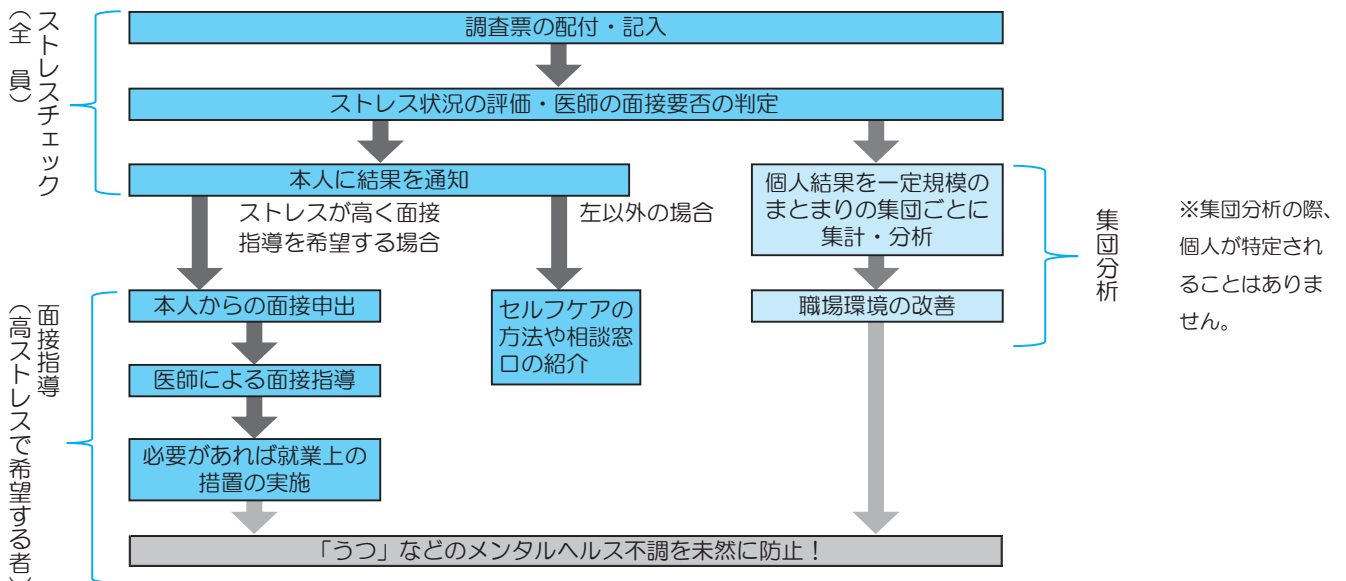 ストレスチェック
（全　員）
調査票の配付・記入
ストレス状況の評価・医師の面接要否の判定
本人に結果を通知
ストレスが高く面接
指導を希望する場合
左以外の場合
個人結果を一定規模の
まとまりの集団ごとに
集計・分析
職場環境の改善
集団分析
※集団分析の際、
個人が特定され
ることはありま
せん。
面接指導
（高ストレスで希望する者）
本人からの面接申出
医師による面接指導
必要があれば就業上の
措置の実施
セルフケアの
方法や相談窓
口の紹介
「うつ」などのメンタルヘルス不調を未然に防止！